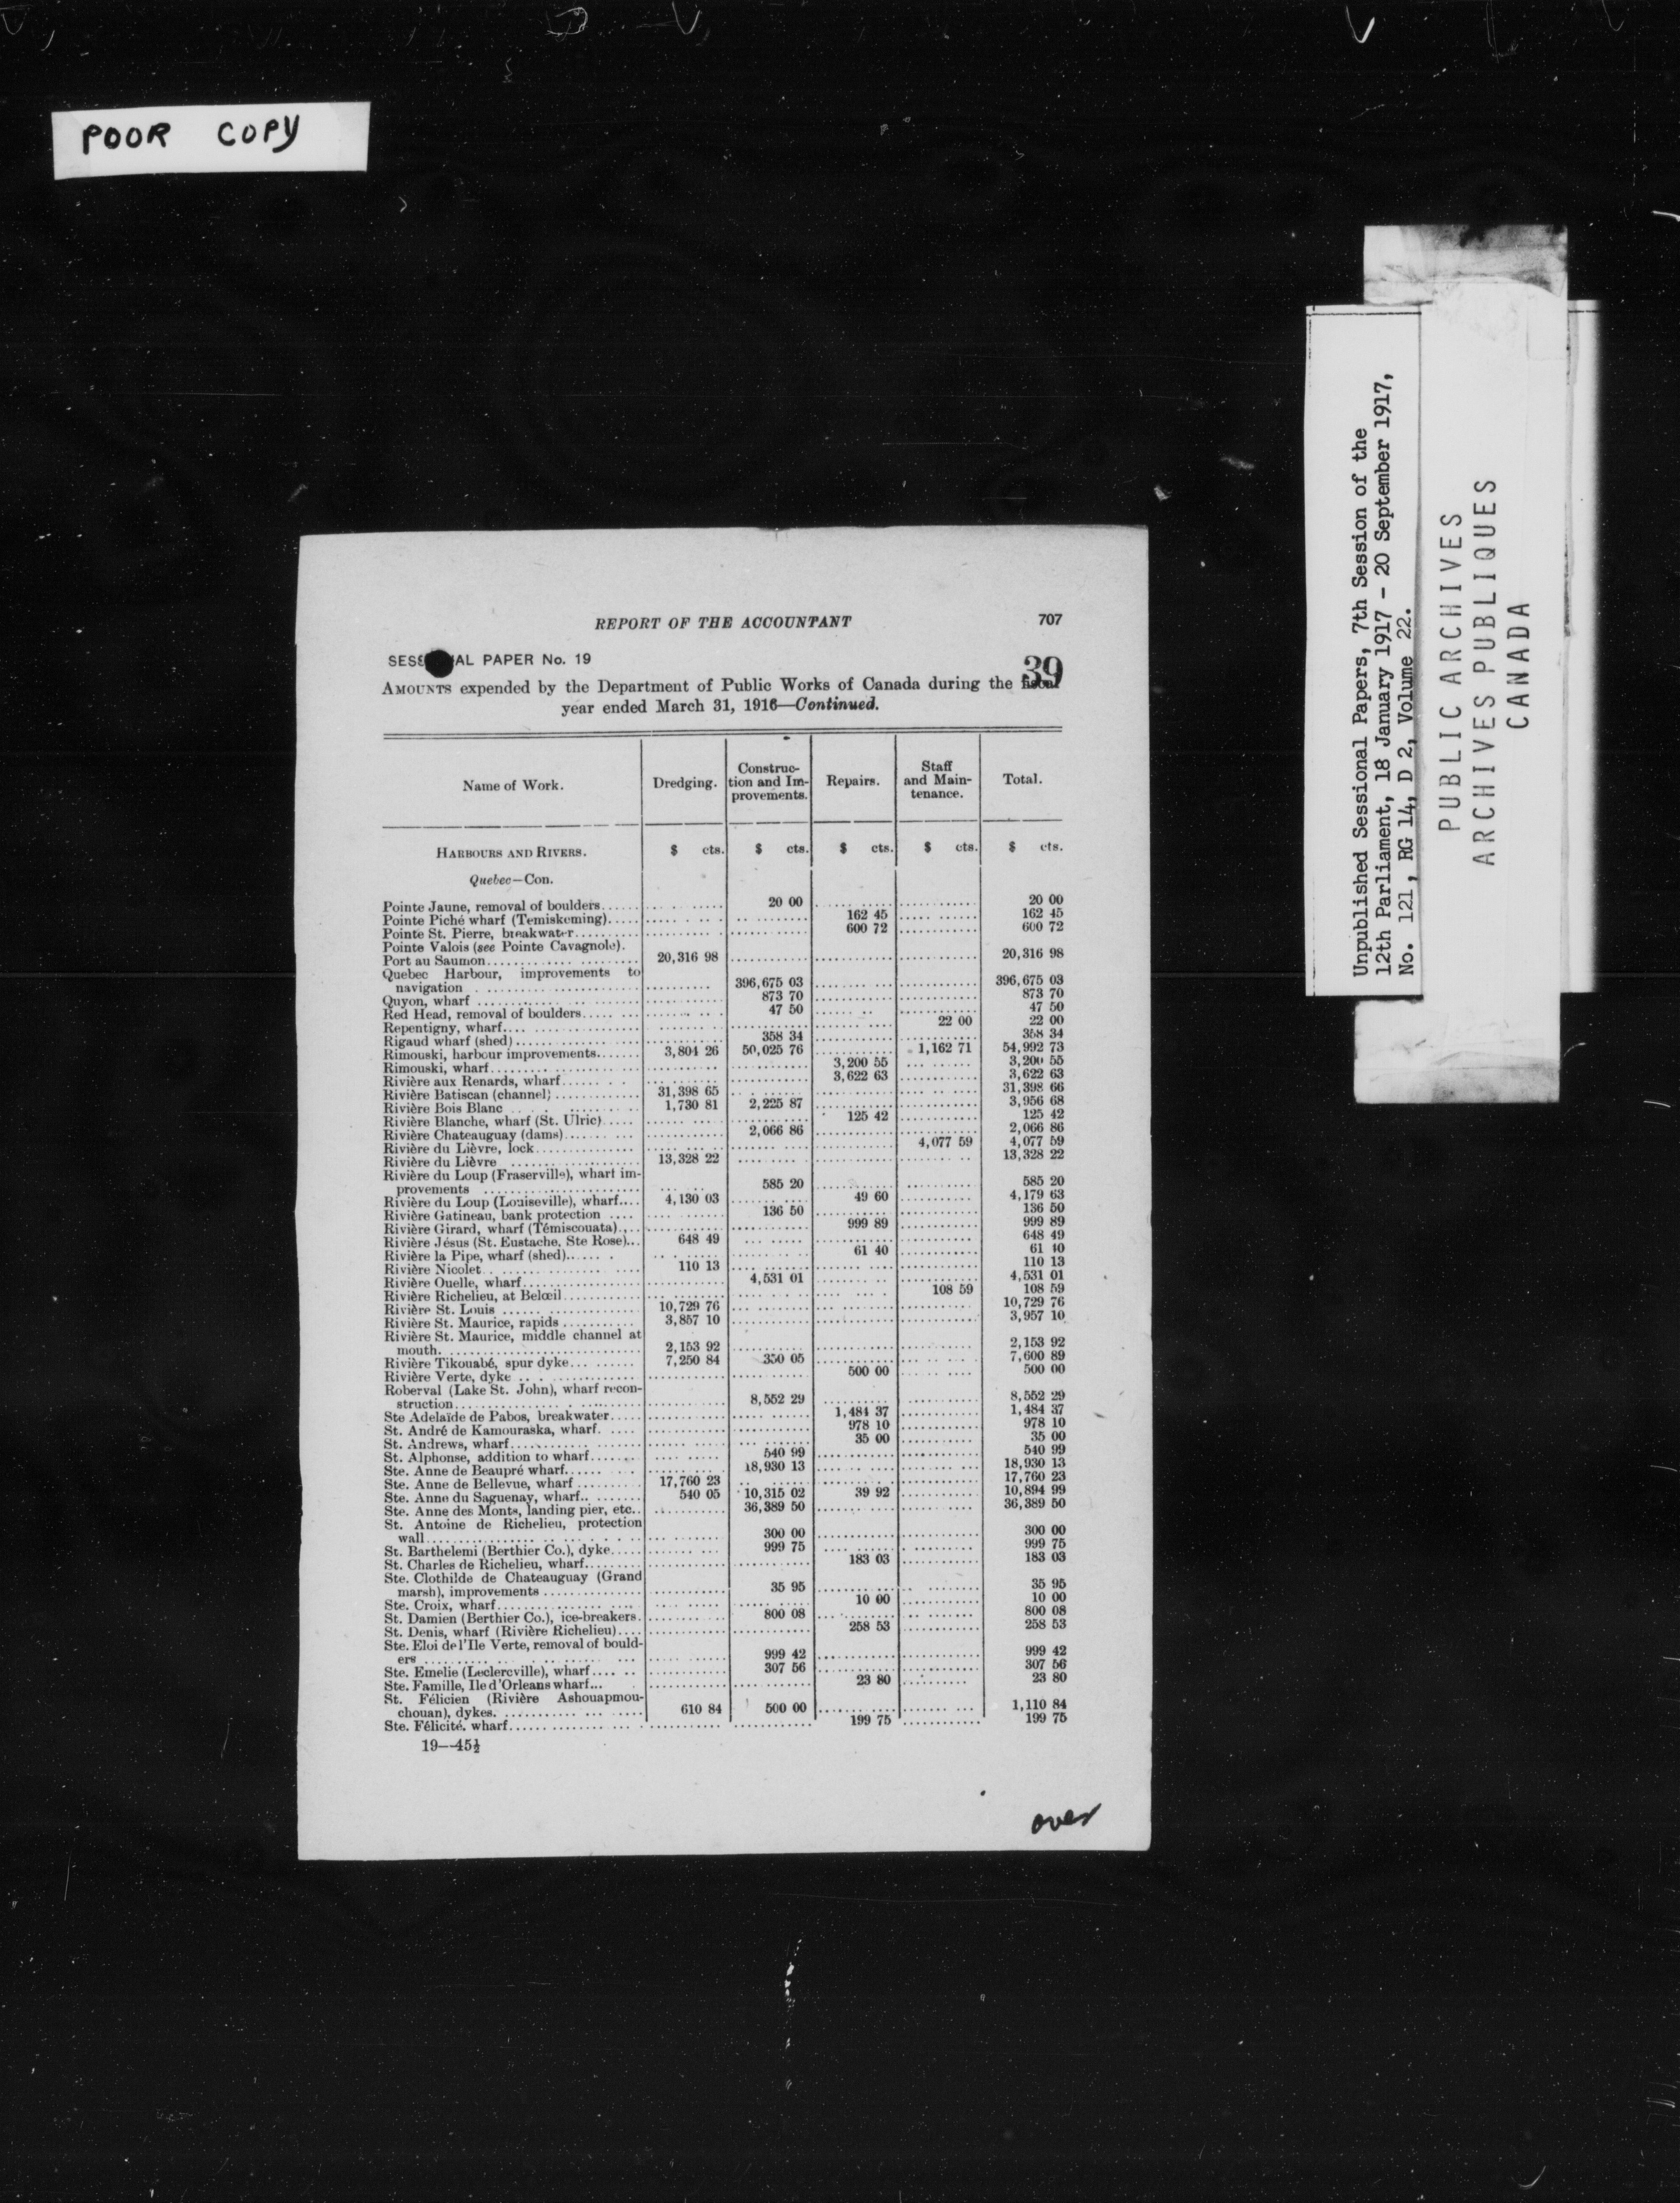 POOR COPY
REPORT OF THE ACCOUNTANT 707
SESS AL PAPER No. 19
39
AMOUNTS expended by the Department of Public Works of Canada during the fiscal
year ended March 31, 1916—Continued.
Name of Work. Dredging. Construction and Improvements. Repairs. Staff and Maintenance. Total.
HARBOURS AND RIVERS. $ cts. $ cts. $ cts. $ cts. $ cts.
Quebec—Con.
Pointe Jaune, removal of boulders 20 00 20 00
Pointe Piché wharf (Temiskeming) 162 45 162 45
Pointe St. Pierre, breakwater 600 72 600 72
Pointe Valois (see Pointe Cavagnole).
Port au Saumon 20,316 98 20,316 98
Quebec Harbour, improvements to
navigation 396,675 03 396,675 03
Quyon, wharf 873 70 873 70
Red Head, removal of boulders 47 50 47 50
Repentigny, wharf 22 00 22 00
Rigaud wharf (shed) 358 34 358 34
Rimouski, harbour improvements 3,804 26 50,025 76 1,162 71 54,992 73
Rimouski, wharf 3,200 55 3,200 55
Rivière aux Renards, wharf 3,622 63 3,622 63
Rivière Batiscan (channel) 31,398 65 31,398 66
Rivière Bois Blanc 1,730 81 2,225 87 3,956 68
Rivière Blanche, wharf (St. Ulric) 125 42 125 42
Rivière Chateauguay (dams) 2,066 86 2,066 86
Rivière du Lièvre, lock 4,077 59 4,077 59
Rivière du Lièvre 13,328 22 13,328 22
Rivière du Loup (Fraserville), wharf im-
provements 585 20 585 20
Rivière du Loup (Louiseville), wharf 4,130 03 49 60 4,179 63
Rivière Gatineau, bank protection 136 50 136 50
Rivière Girard, wharf (Témiscouata) 999 89 999 89
Rivière Jésus (St. Eustache, Ste Rose) 648 49 648 49
Rivière la Pipe, wharf (shed) 61 40 61 40
Rivière Nicolet 110 13 110 13
Rivière Ouelle, wharf 4,531 01 4,531 01
Rivière Richelieu, at Belœil 108 59 108 59
Rivière St. Louis 10,729 76 10,729 76
Rivière St. Maurice, rapids 3,857 10 3,957 10
Rivière St. Maurice, middle channel at
mouth. 2,153 92 2,153 92
Rivière Tikouabé, spur dyke 7,250 84 350 05 7,600 89
Rivière Verte, dyke 500 00 500 00
Roberval (Lake St. John), wharf recon-
struction 8,552 29 8,552 29
Ste Adelaïde de Pabos, breakwater 1,484 37 1,484 37
St. André de Kamouraska, wharf. 978 10 978 10
St. Andrews, wharf 35 00 35 00
St. Alphonse, addition to wharf 540 99 540 99
Ste. Anne de Beaupré wharf 18,930 13 18,930 13
Ste. Anne de Bellevue, wharf 17,760 23 17,760 23
Ste. Anne du Saguenay, wharf 540 05 10,315 02 39 92 10,894 99
Ste. Anne des Monts, landing pier, etc. 36,389 50 36,389 50
St. Antoine de Richelieu, protection
wall 300 00 300 00
St. Barthelemi (Berthier Co.), dyke 999 75 999 75
St. Charles de Richelieu, wharf 183 03 183 03
Ste. Clothilde de Chateauguay (Grand
marsh), improvements 35 95 35 95
Ste. Croix, wharf 10 00 10 00
St. Damien (Berthier Co.), ice-breakers. 800 08 800 08
St. Denis, wharf (Rivière Richelieu) 258 53 258 53
Ste. Eloi de l'Ile Verte, removal of bould-
ers 999 42 999 42
Ste. Emelie (Leclercville), wharf 307 56 307 56
Ste. Famille, Ile d'Orleans wharf 23 80 23 80
St. Félicien (Rivière Ashouapmou-
chouan), dykes. 610 84 500 00 1,110 84
Ste. Félicité, wharf 199 75 199 75
19—45½
over
Unpublished Sessional Papers, 7th Session of the
12th Parliament, 18 January 1917 - 20 September 1917,
No. 121, RG 14, D 2, Volume 22.
PUBLIC ARCHIVES
ARCHIVES PUBLIQUES
CANADA